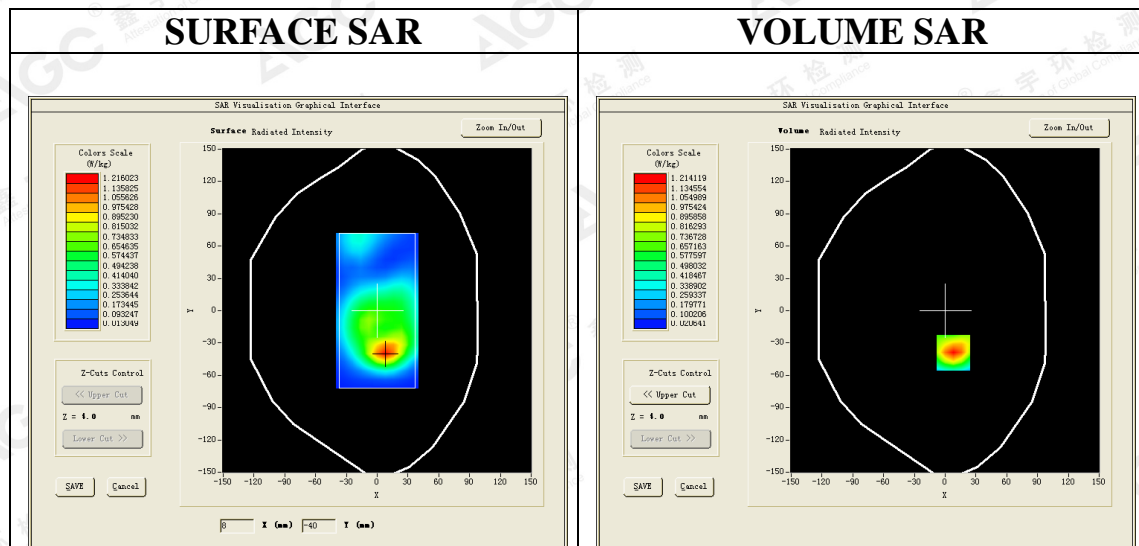 SURFACE SAR
SAR Visualisation Graphical Interface
Surface Radiated Intensity
Zoom In/Out
Colors Scale
(W/kg)
1.216023
1.135825
1.055626
0.975428
0.895230
0.815032
0.734833
0.654635
0.574437
0.494238
0.414040
0.333842
0.253644
0.173445
0.093247
0.013049
150
120
90
60
30
0
-30
-60
-90
-120
-150
Y
-150 -120 -90 -60 -30 0 30 60 90 120 150
X
Z-Cuts Control
<< Upper Cut
Z = 4.0 mm
Lower Cut >>
SAVE Cancel
8 X (mm) -40 Y (mm)
VOLUME SAR
SAR Visualisation Graphical Interface
Volume Radiated Intensity
Zoom In/Out
Colors Scale
(W/kg)
1.214119
1.134554
1.054989
0.975424
0.895858
0.816293
0.736728
0.657163
0.577597
0.498032
0.418467
0.338902
0.259337
0.179771
0.100206
0.020641
150
120
90
60
30
0
-30
-60
-90
-120
-150
Y
-150 -120 -90 -60 -30 0 30 60 90 120 150
X
Z-Cuts Control
<< Upper Cut
Z = 4.0 mm
Lower Cut >>
SAVE Cancel